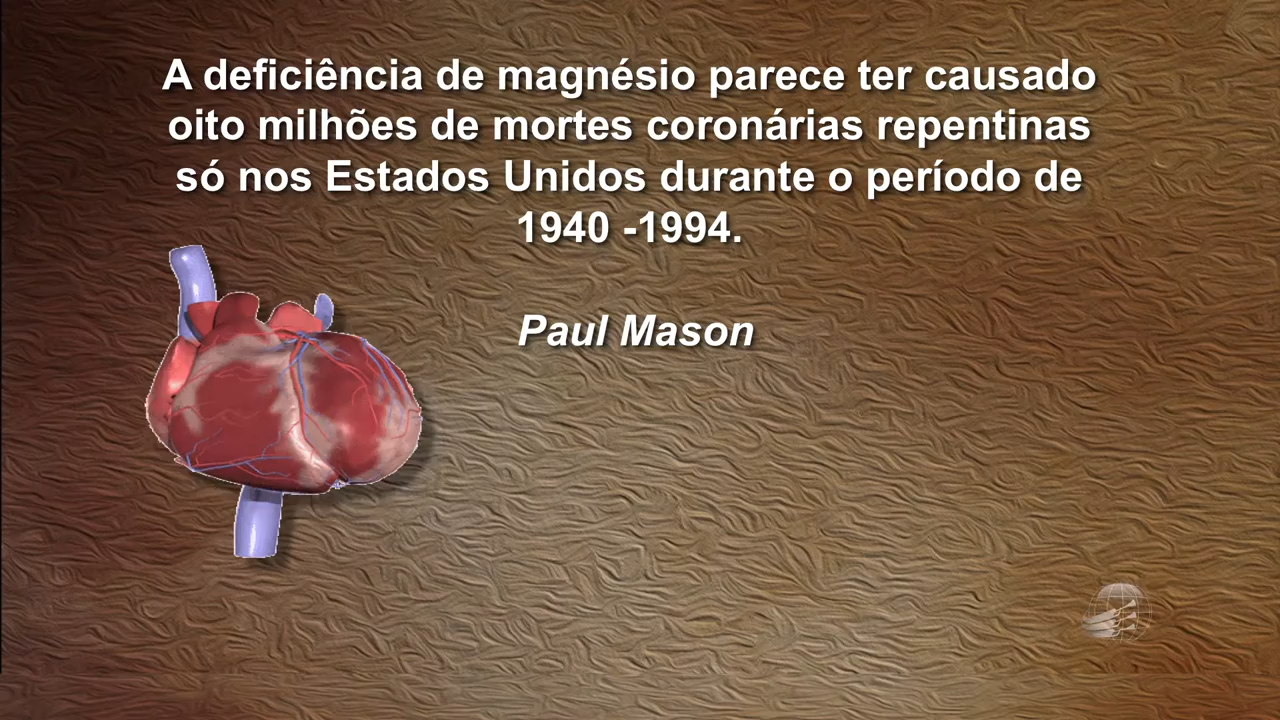 A deficiência de magnésio parece ter causado
oito milhões de mortes coronárias repentinas
só nos Estados Unidos durante o período de
1940 -1994.
Paul Mason